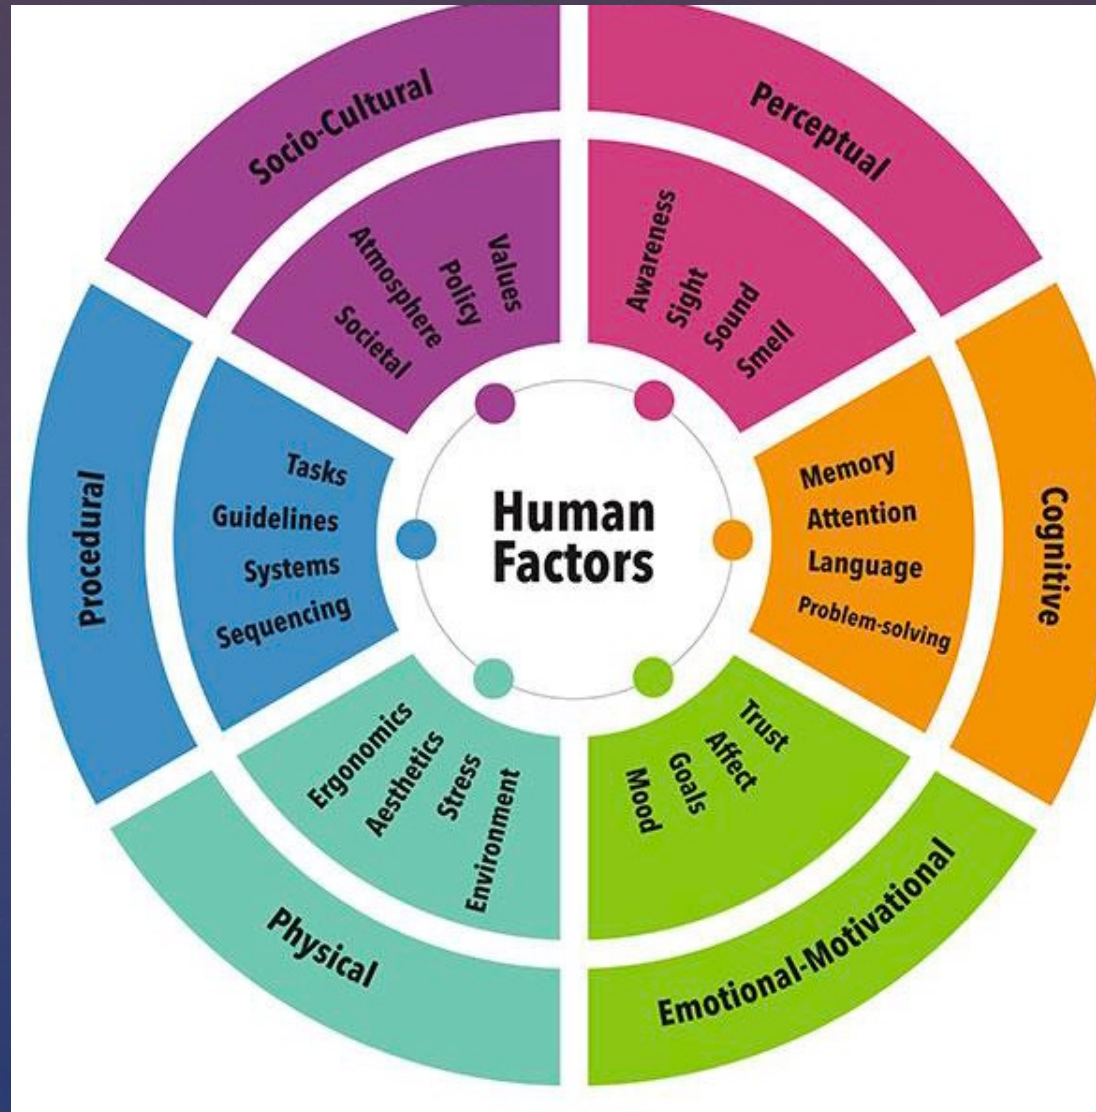 Human
Factors
Perceptual
Awareness
Sight
Sound
Smell
Cognitive
Memory
Attention
Language
Problem-solving
Emotional-Motivational
Trust
Affect
Goals
Mood
Physical
Ergonomics
Aesthetics
Stress
Environment
Procedural
Tasks
Guidelines
Systems
Sequencing
Socio-Cultural
Societal
Atmosphere
Policy
Values